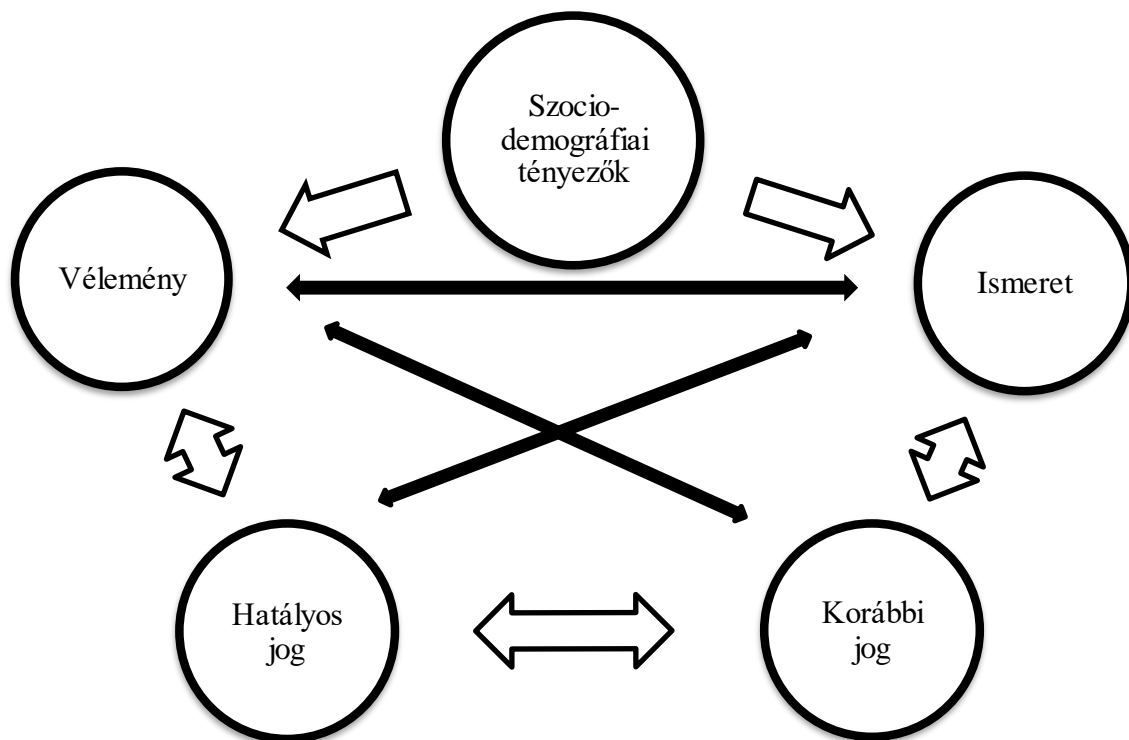 Szocio-
demográfiai
tényezők
Vélemény
Ismeret
Hatályos
jog
Korábbi
jog